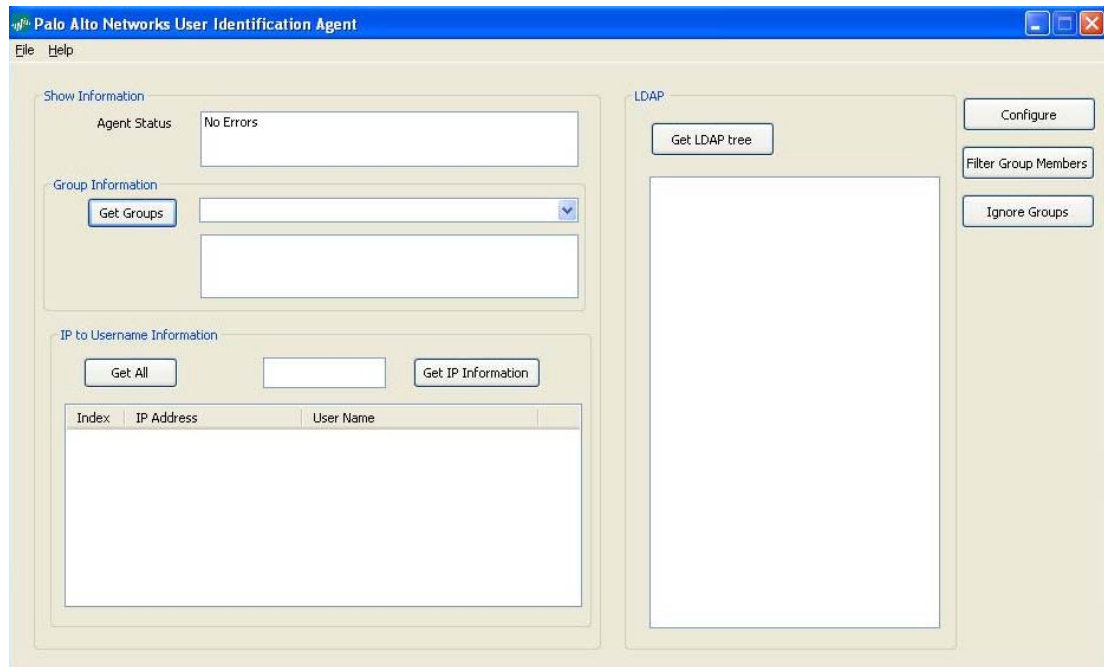 Palo Alto Networks User Identification Agent
File Help
Show Information
Agent Status
No Errors
Group Information
Get Groups
IP to Username Information
Get All
Get IP Information
Index IP Address User Name
LDAP
Get LDAP tree
Configure
Filter Group Members
Ignore Groups